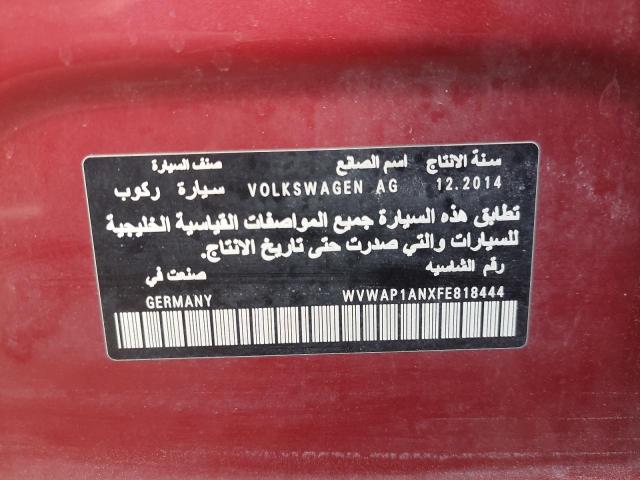 سنة الانتاج اسم الصانع صنف السيارة
12.2014 VOLKSWAGEN AG سيارة ركوب
تطابق هذه السيارة جميع المواصفات القياسية الخليجية
للسيارات والتي صدرت حتى تاريخ الانتاج.
رقم الشاسيه صنعت في
WVWAP1ANXFE818444 GERMANY